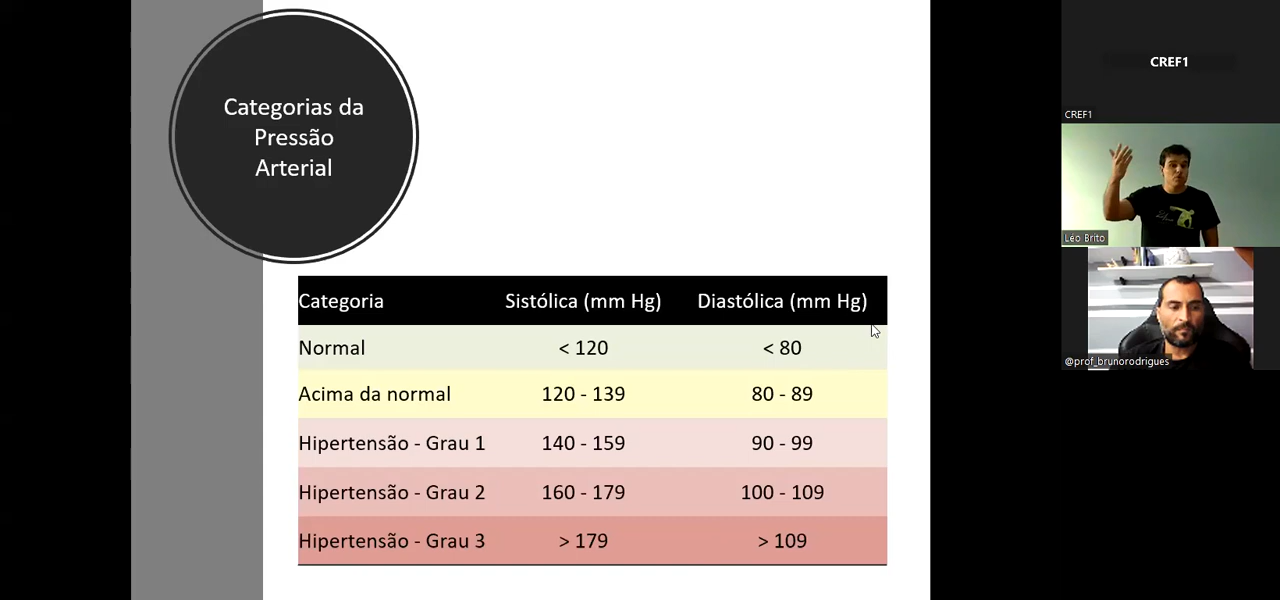 Categorias da
Pressão
Arterial
Categoria Sistólica (mm Hg) Diastólica (mm Hg)
Normal < 120 < 80
Acima da normal 120 - 139 80 - 89
Hipertensão - Grau 1 140 - 159 90 - 99
Hipertensão - Grau 2 160 - 179 100 - 109
Hipertensão - Grau 3 > 179 > 109
CREF1
CREF1
Léo Brito
@prof_brunorodrigues